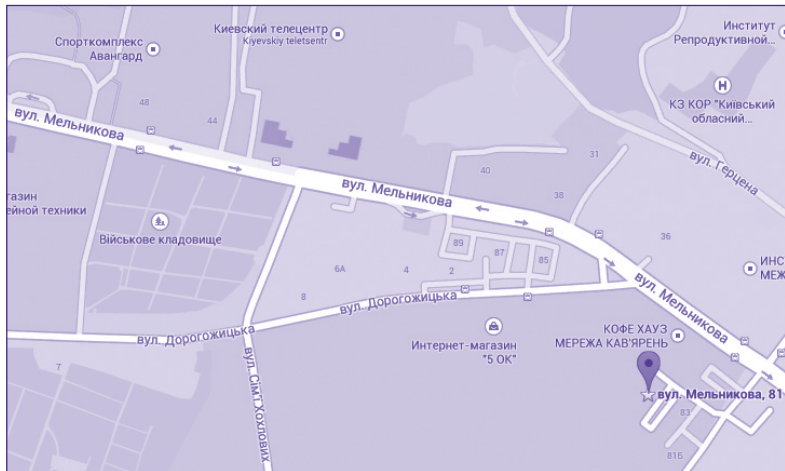 Спорткомплекс
Авангард
Киевский телецентр
Kiyevskiy teletsentr
Институт
Репродуктивной...
КЗ КОР "Київський
обласний...
48
44
вул. Мельникова
вул. Герцена
31
40
38
36
вул. Мельникова
газин
ейной техники
Військове кладовище
89
87
85
6А
4
2
8
ИНС
МЕЖ
вул. Дорогожицька
вул. Дорогожицька
вул. Мельникова
Интернет-магазин
"5 ОК"
КОФЕ ХАУЗ
МЕРЕЖА КАВ'ЯРЕНЬ
вул. Сім'ї Хохлових
7
вул. Мельникова, 81
83
81Б